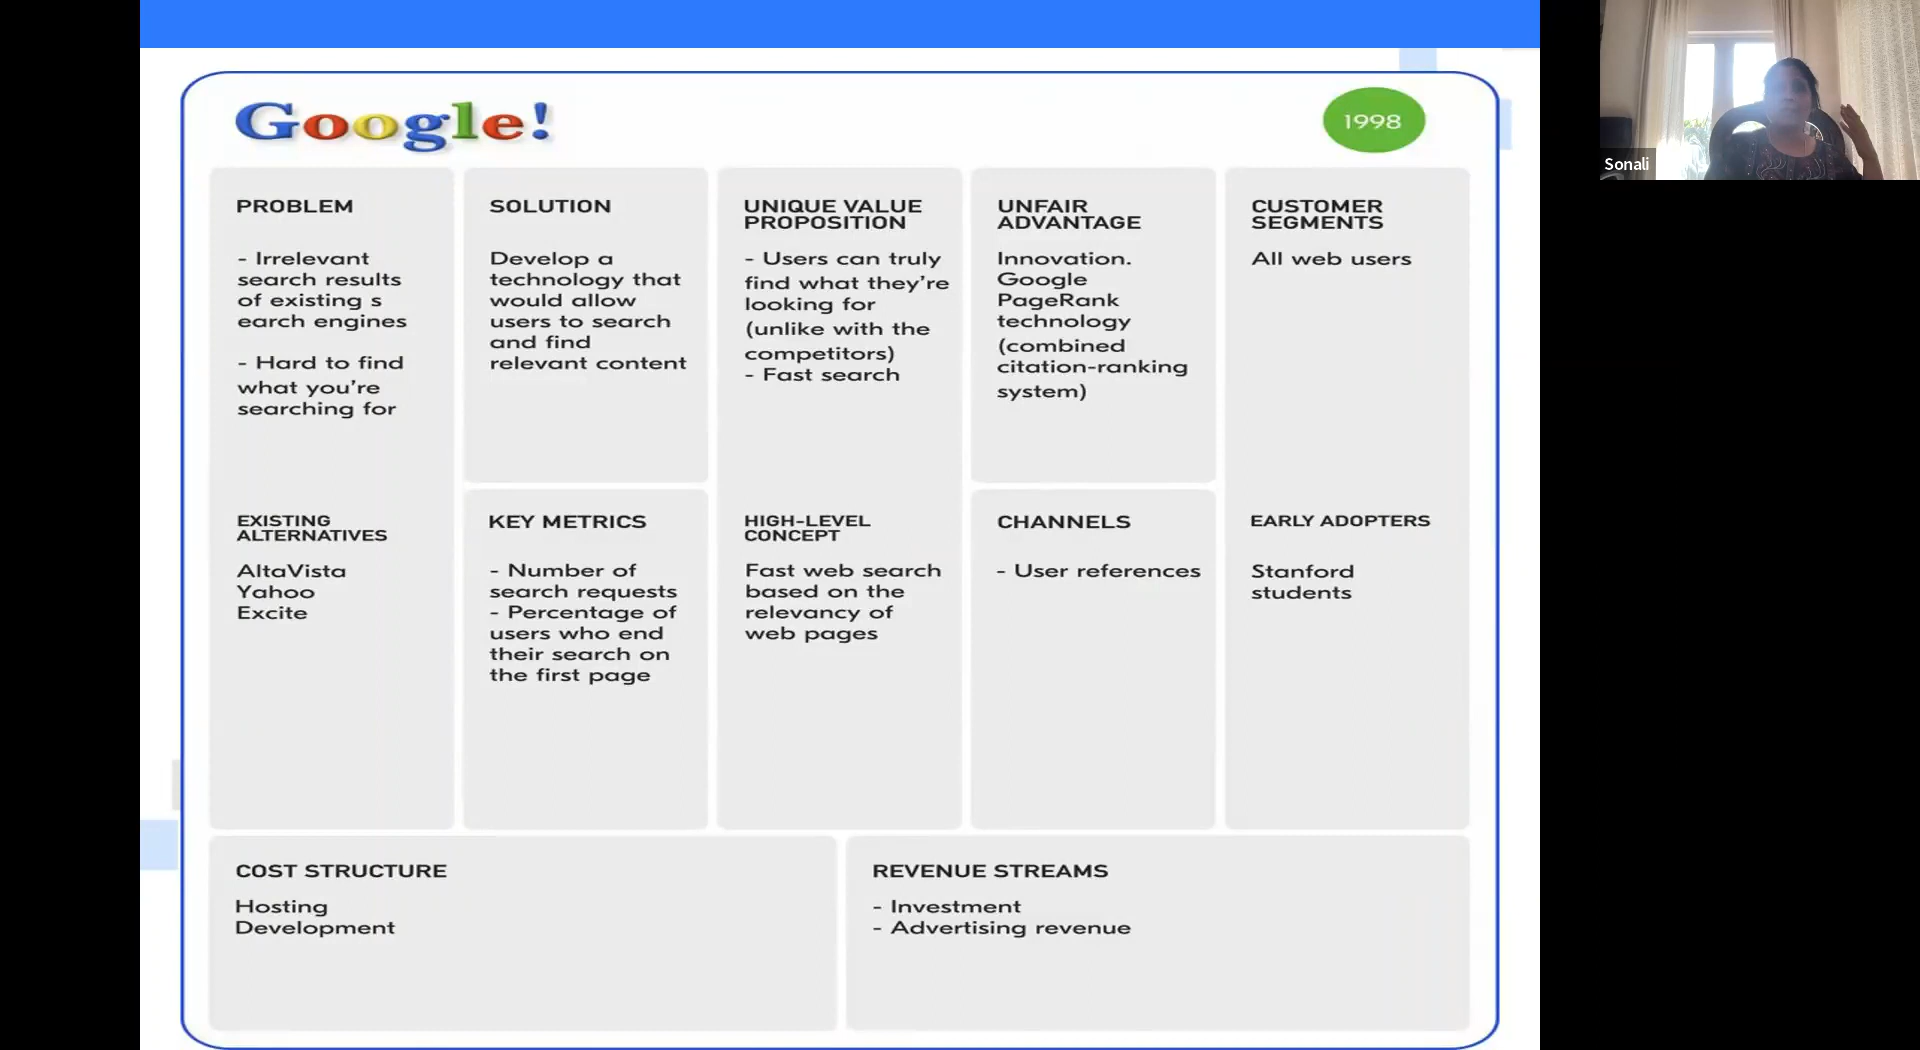 Google!
1998
PROBLEM
- Irrelevant
search results
of existing s
earch engines
- Hard to find
what you're
searching for
EXISTING
ALTERNATIVES
AltaVista
Yahoo
Excite
SOLUTION
Develop a
technology that
would allow
users to search
and find
relevant content
KEY METRICS
- Number of
search requests
- Percentage of
users who end
their search on
the first page
UNIQUE VALUE
PROPOSITION
- Users can truly
find what they're
looking for
(unlike with the
competitors)
- Fast search
HIGH-LEVEL
CONCEPT
Fast web search
based on the
relevancy of
web pages
UNFAIR
ADVANTAGE
Innovation.
Google
PageRank
technology
(combined
citation-ranking
system)
CHANNELS
- User references
CUSTOMER
SEGMENTS
All web users
EARLY ADOPTERS
Stanford
students
COST STRUCTURE
Hosting
Development
REVENUE STREAMS
- Investment
- Advertising revenue
Sonali